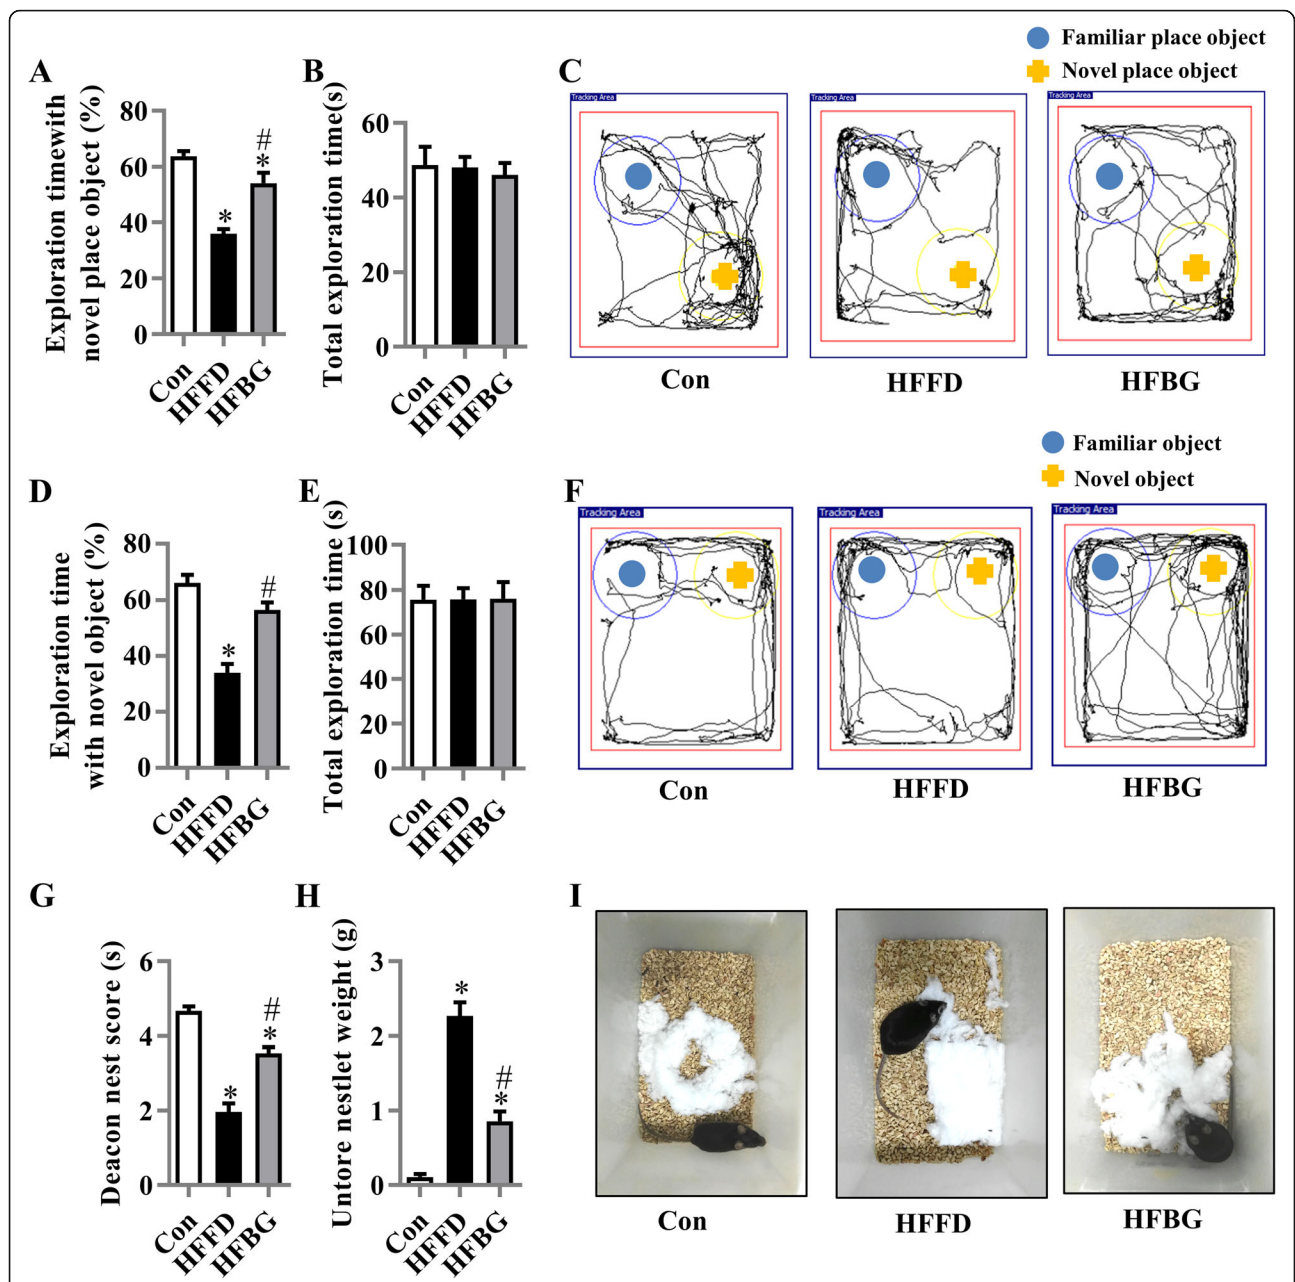 Familiar place object
Novel place object
A
Exploration timewith
novel place object (%)
80
60
40
20
0
*
#
*
Con
HFFD
HFBG
B
Total exploration time(s)
60
40
20
0
Con
HFFD
HFBG
C
Tracking Area
Tracking Area
Tracking Area
Con
HFFD
HFBG
Familiar object
Novel object
D
Exploration time
with novel object (%)
80
60
40
20
0
*
#
Con
HFFD
HFBG
E
Total exploration time (s)
100
80
60
40
20
0
Con
HFFD
HFBG
F
Tracking Area
Tracking Area
Tracking Area
Con
HFFD
HFBG
G
Deacon nest score (s)
6
4
2
0
*
#
*
Con
HFFD
HFBG
H
Untore nestlet weight (g)
3
2
1
0
*
#
*
Con
HFFD
HFBG
I
Con
HFFD
HFBG